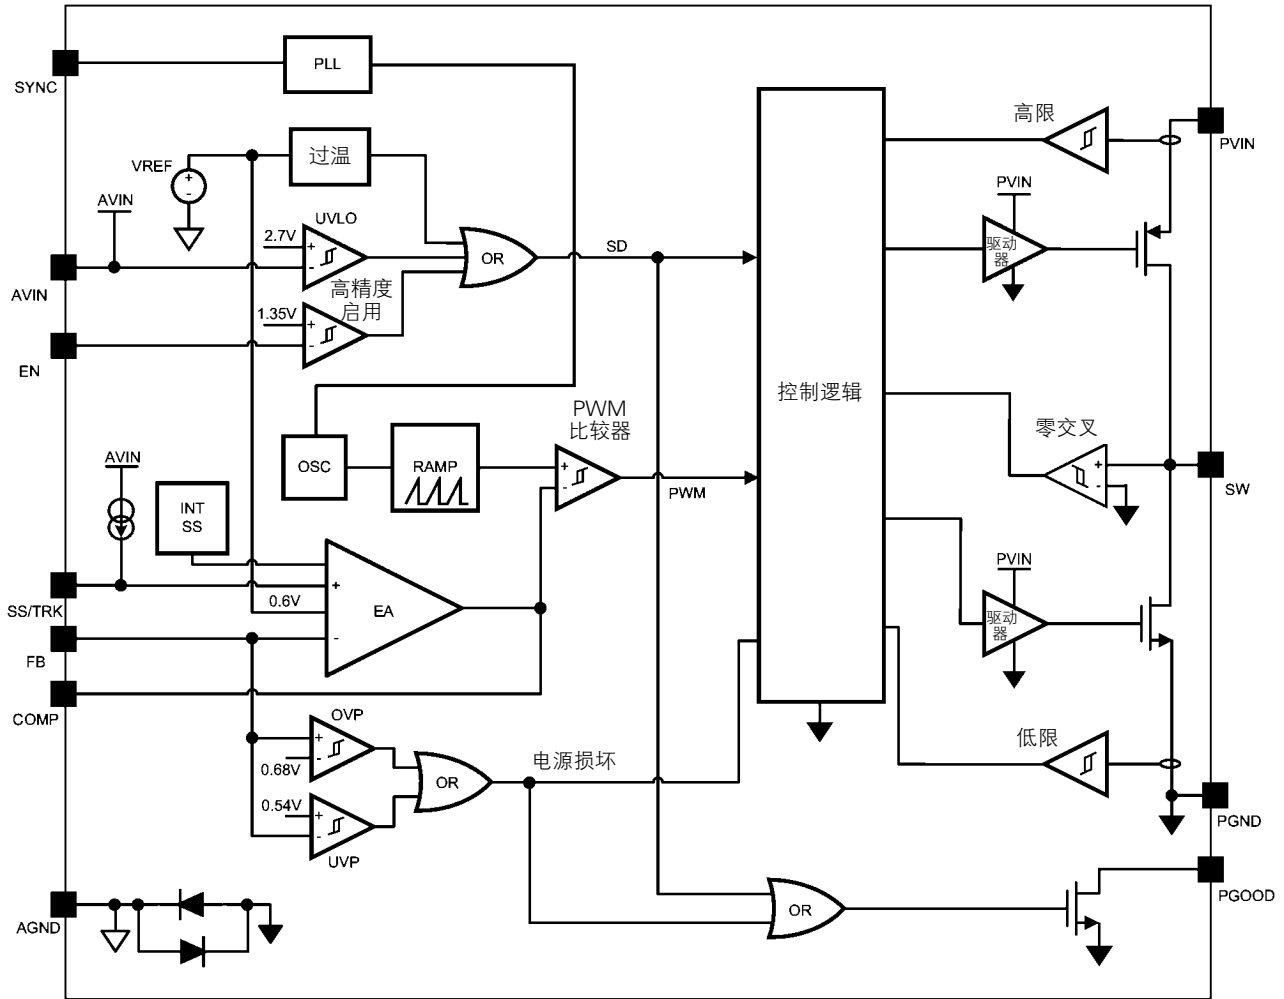 SYNC
PLL
高限
PVIN
过温
VREF
+
-
AVIN
PVIN
UVLO
2.7V
+
-
AVIN
OR
SD
驱动
器
高精度
启用
1.35V
+
-
EN
控制逻辑
PWM
比较器
零交叉
AVIN
OSC
RAMP
+
-
PWM
+
-
SW
INT
SS
PVIN
SS/TRK
+
0.6V
EA
-
驱动
器
FB
COMP
OVP
+
-
0.68V
电源损坏
低限
OR
0.54V
+
-
UVP
PGND
PGOOD
OR
AGND